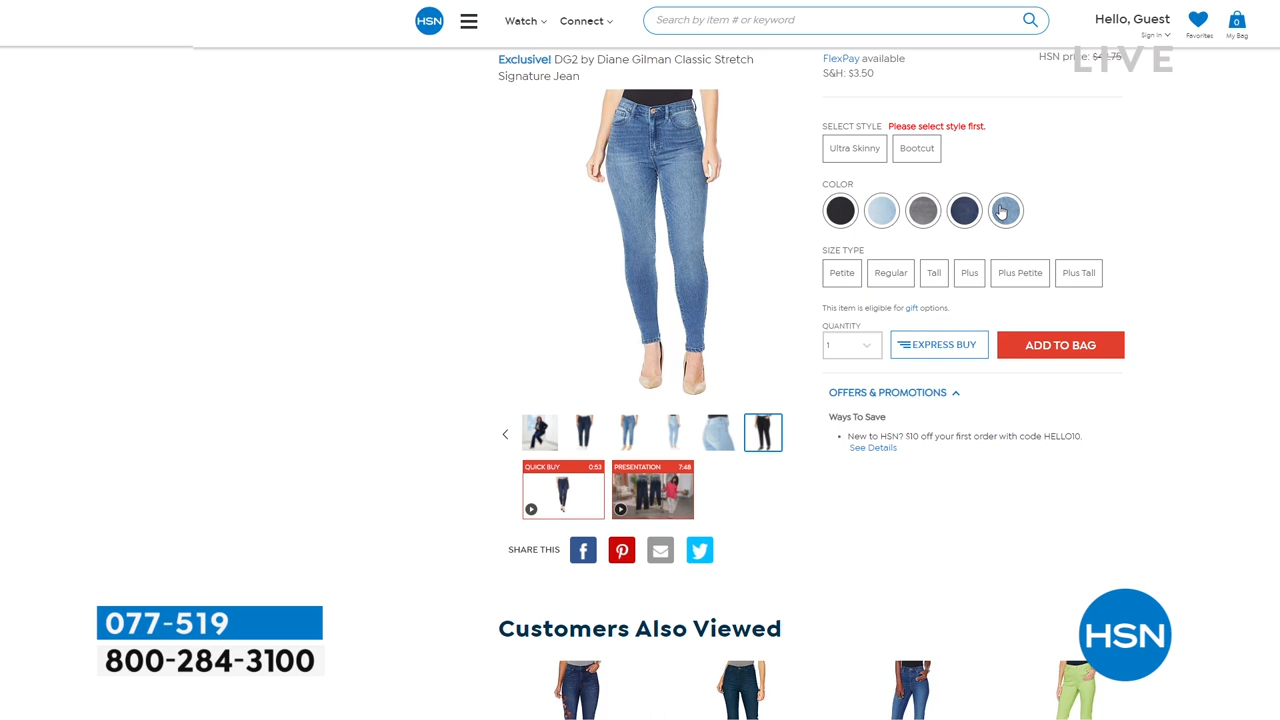 HSN
Watch
Connect
Search by item # or keyword
Hello, Guest
Sign in
Favorites
0
My Bag
LIVE
Exclusive! DG2 by Diane Gilman Classic Stretch
Signature Jean
FlexPay available
S&H: $3.50
HSN price:
SELECT STYLE Please select style first.
Ultra Skinny
Bootcut
COLOR
SIZE TYPE
Petite
Regular
Tall
Plus
Plus Petite
Plus Tall
This item is eligible for gift options.
QUANTITY
1
EXPRESS BUY
ADD TO BAG
OFFERS & PROMOTIONS
Ways To Save
• New to HSN? $10 off your first order with code HELLO10.
See Details
QUICK BUY 0:53
PRESENTATION 7:48
SHARE THIS
Customers Also Viewed
077-519
800-284-3100
HSN